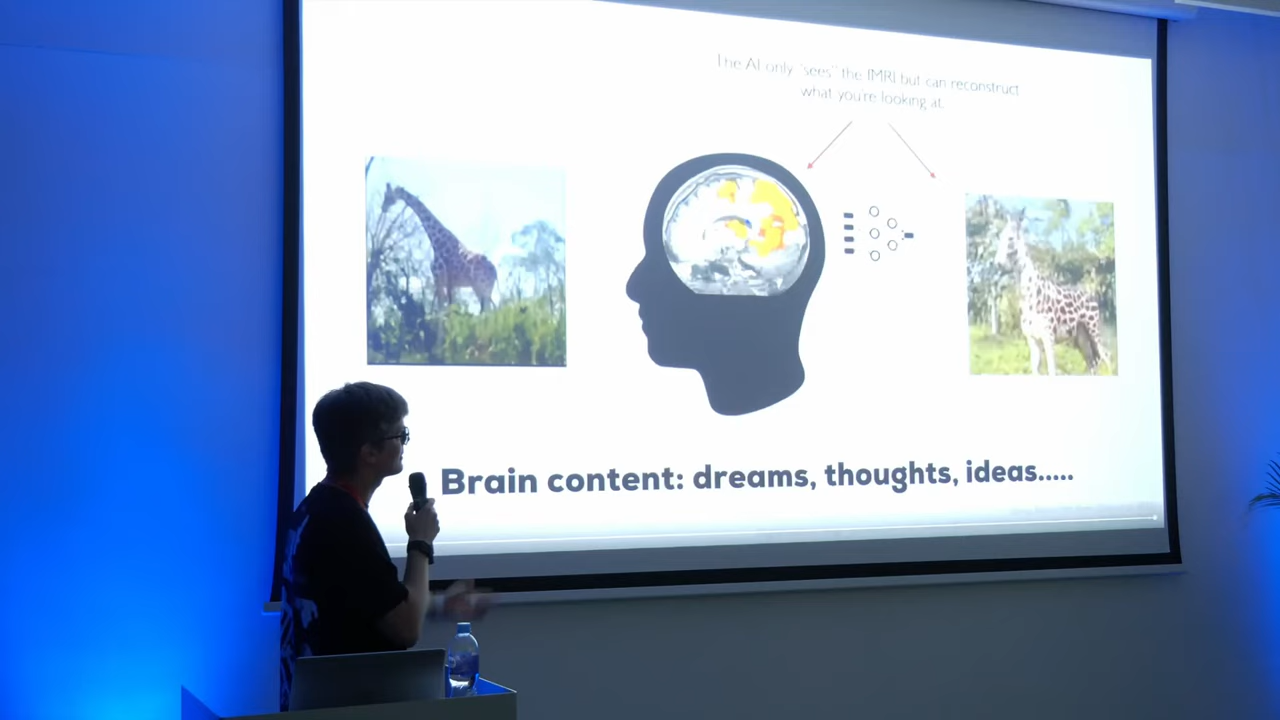 The AI only "sees" the fMRI but can reconstruct
what you're looking at.
Brain content: dreams, thoughts, ideas.....